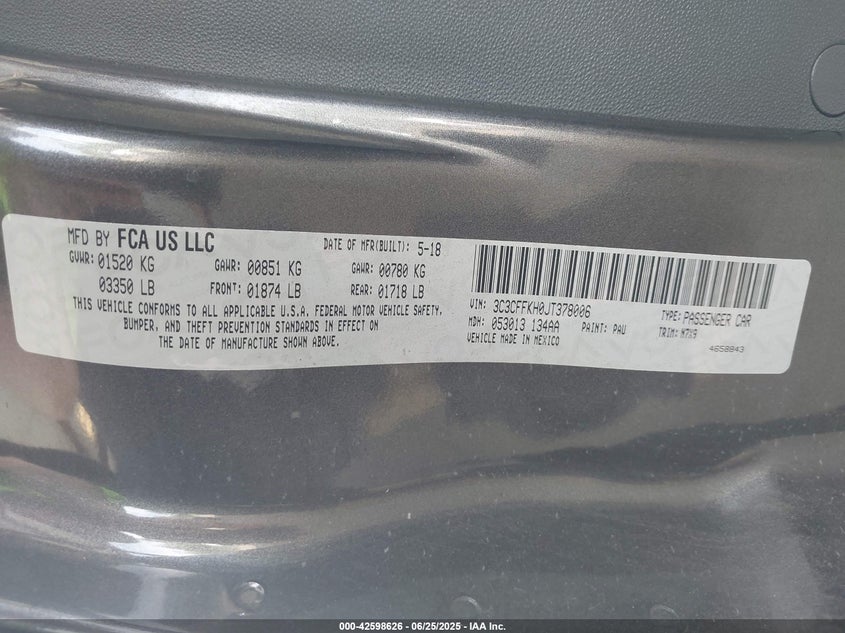 MFD BY FCA US LLC
DATE OF MFR(BUILT): 5-18
GVWR: 01520 KG
GAWR: 00851 KG
GAWR: 00780 KG
03350 LB
FRONT: 01874 LB
REAR: 01718 LB
THIS VEHICLE CONFORMS TO ALL APPLICABLE U.S.A. FEDERAL MOTOR VEHICLE SAFETY,
BUMPER, AND THEFT PREVENTION STANDARDS IN EFFECT ON
THE DATE OF MANUFACTURE SHOWN ABOVE.
VIN: 3C3CFFKH0JT378006
TYPE: PASSENGER CAR
MDH: 053013 134AA
PAINT: PAU
TRIM: M7X9
VEHICLE MADE IN MEXICO
4658843
000-42598626 - 06/25/2025 - IAA Inc.